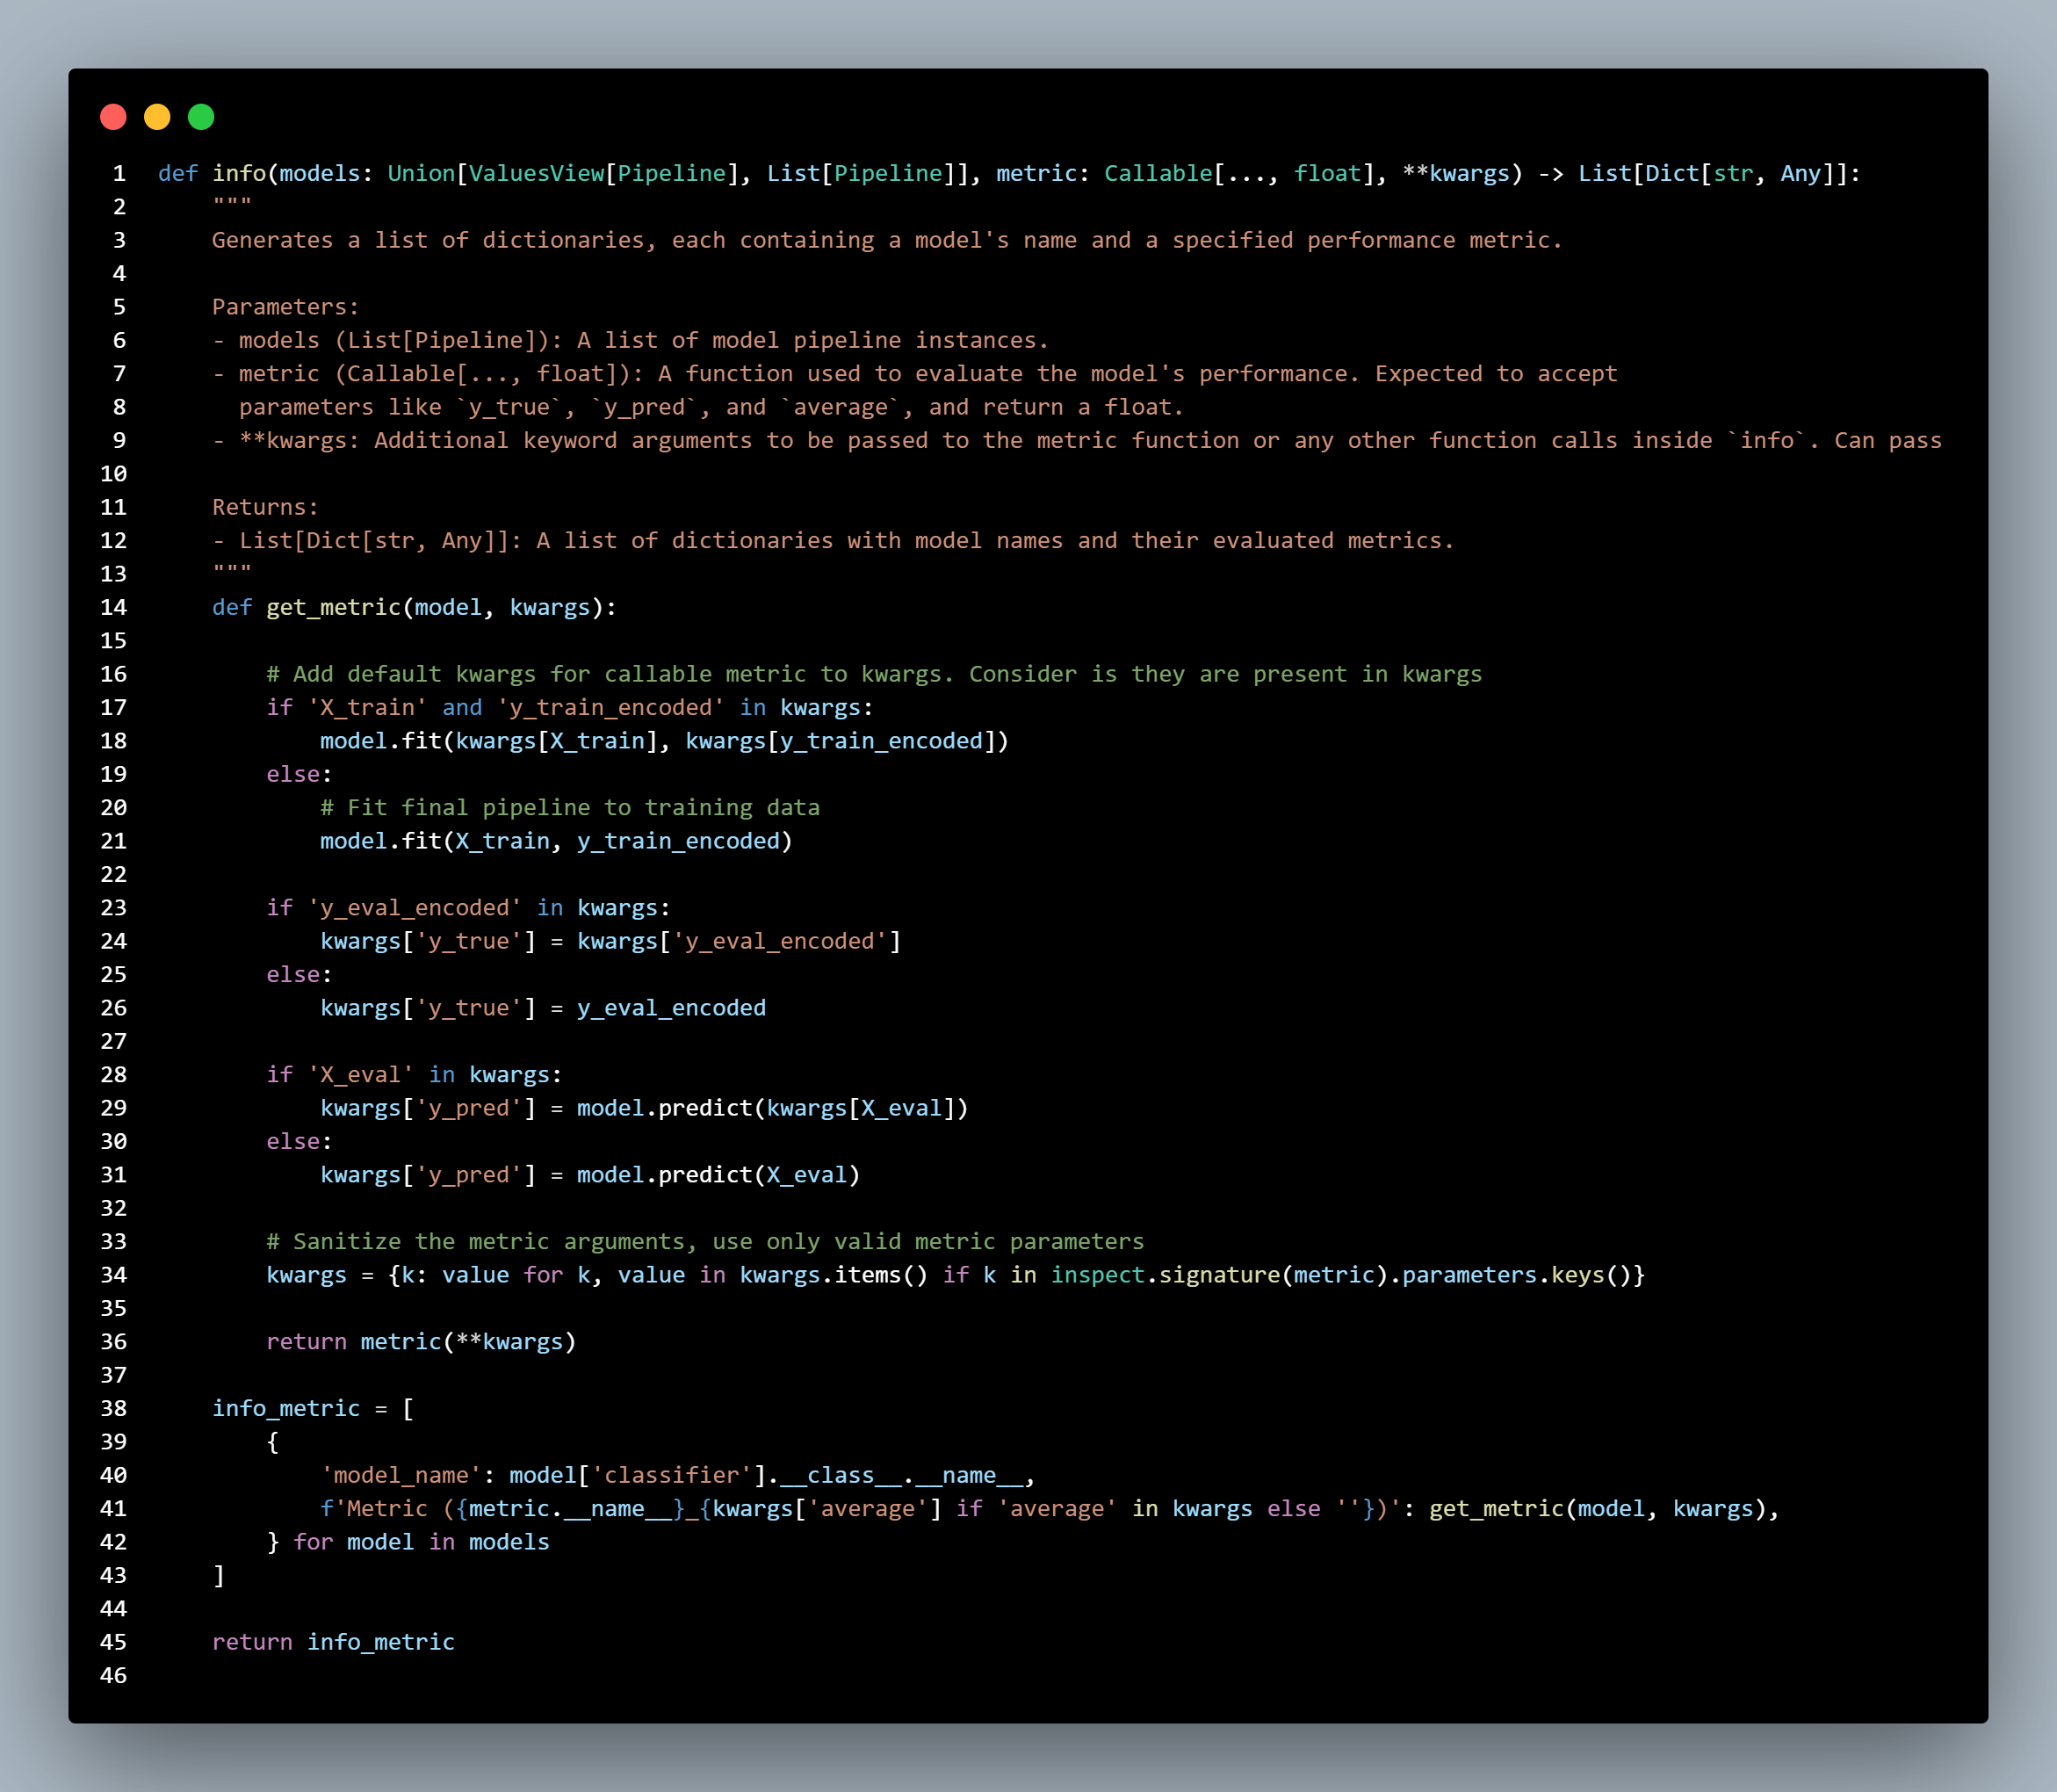 1 def info(models: Union[ValuesView[Pipeline], List[Pipeline]], metric: Callable[..., float], **kwargs) -> List[Dict[str, Any]]:
2     """
3     Generates a list of dictionaries, each containing a model's name and a specified performance metric.
4
5     Parameters:
6     - models (List[Pipeline]): A list of model pipeline instances.
7     - metric (Callable[..., float]): A function used to evaluate the model's performance. Expected to accept
8       parameters like `y_true`, `y_pred`, and `average`, and return a float.
9     - **kwargs: Additional keyword arguments to be passed to the metric function or any other function calls inside `info`. Can pass
10
11     Returns:
12     - List[Dict[str, Any]]: A list of dictionaries with model names and their evaluated metrics.
13     """
14     def get_metric(model, kwargs):
15
16         # Add default kwargs for callable metric to kwargs. Consider is they are present in kwargs
17         if 'X_train' and 'y_train_encoded' in kwargs:
18             model.fit(kwargs[X_train], kwargs[y_train_encoded])
19         else:
20             # Fit final pipeline to training data
21             model.fit(X_train, y_train_encoded)
22
23         if 'y_eval_encoded' in kwargs:
24             kwargs['y_true'] = kwargs['y_eval_encoded']
25         else:
26             kwargs['y_true'] = y_eval_encoded
27
28         if 'X_eval' in kwargs:
29             kwargs['y_pred'] = model.predict(kwargs[X_eval])
30         else:
31             kwargs['y_pred'] = model.predict(X_eval)
32
33         # Sanitize the metric arguments, use only valid metric parameters
34         kwargs = {k: value for k, value in kwargs.items() if k in inspect.signature(metric).parameters.keys()}
35
36         return metric(**kwargs)
37
38     info_metric = [
39         {
40             'model_name': model['classifier'].__class__.__name__,
41             f'Metric ({metric.__name__}_{kwargs['average'] if 'average' in kwargs else ''})': get_metric(model, kwargs),
42         } for model in models
43     ]
44
45     return info_metric
46